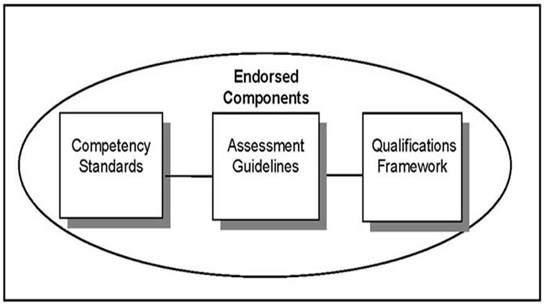 Endorsed
Components
Competency
Standards
Assessment
Guidelines
Qualifications
Framework